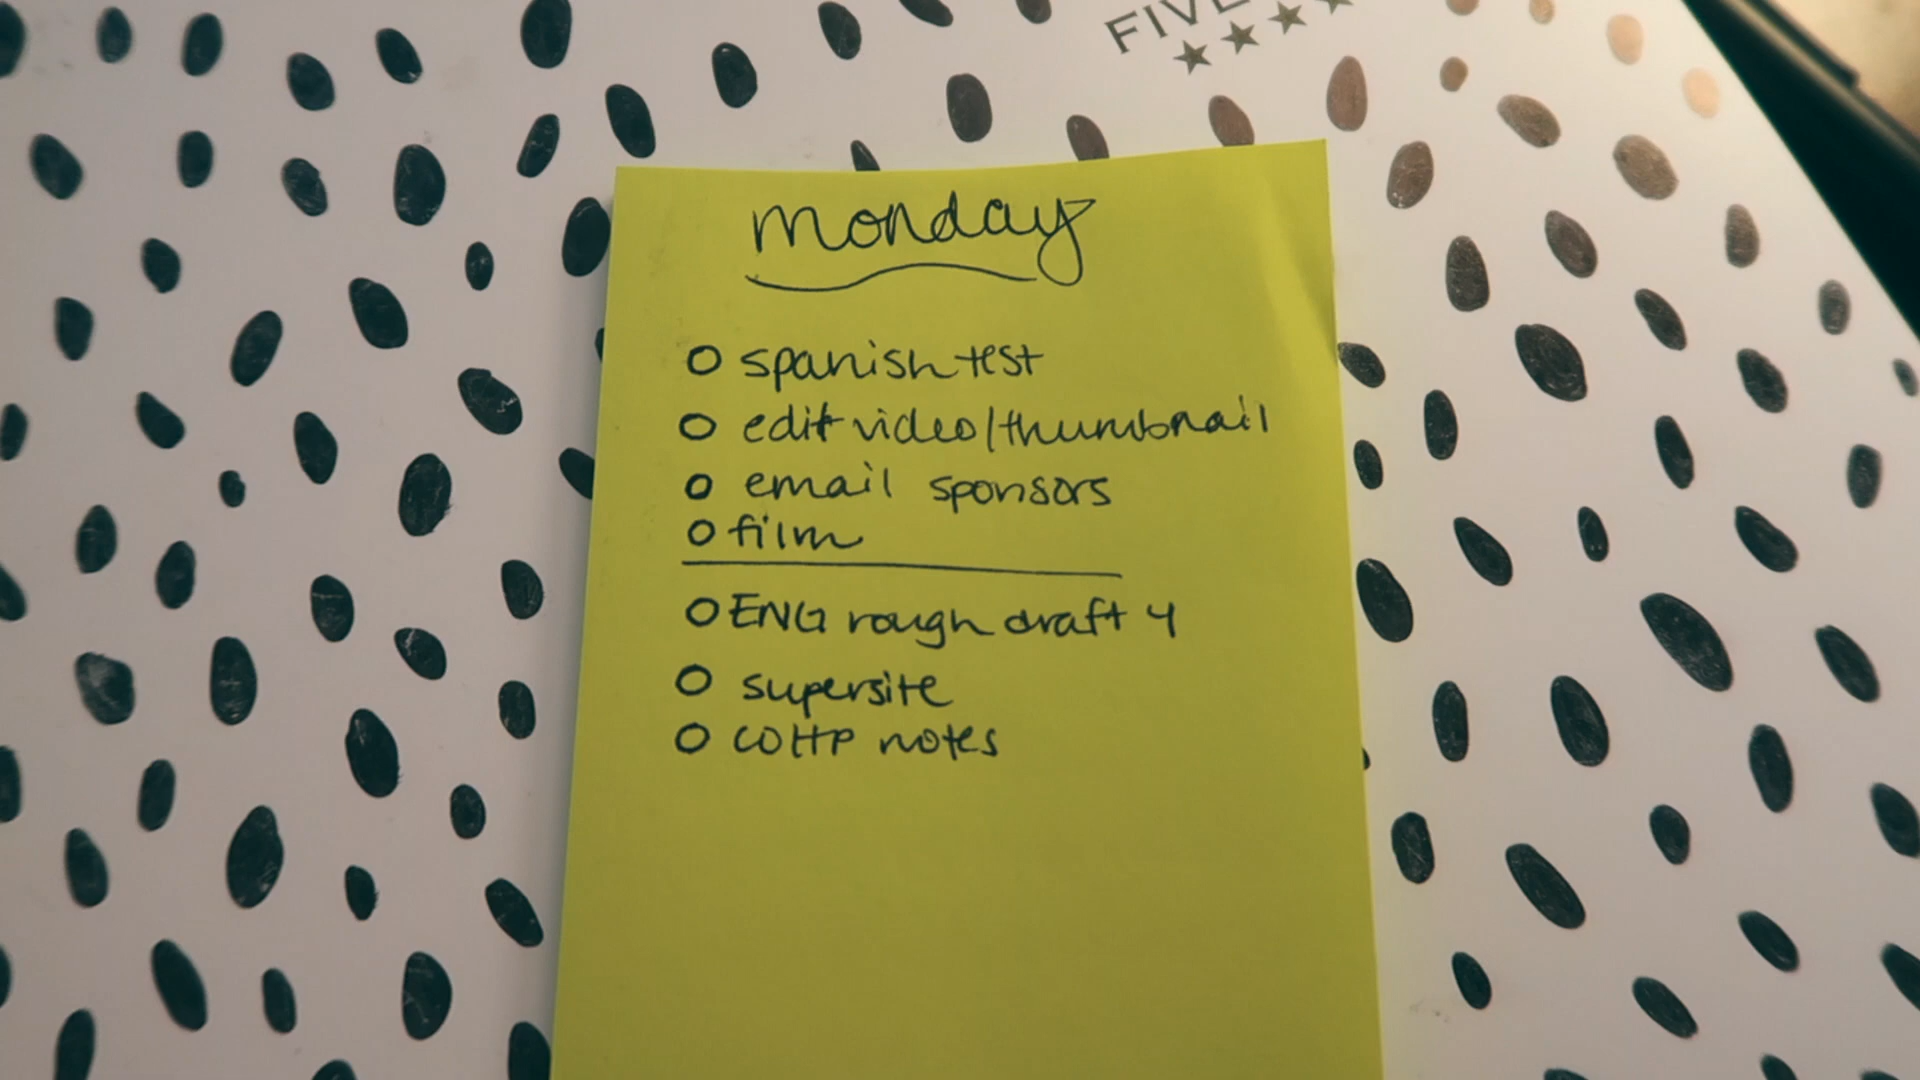 FIVE
monday
spanish test
edit video/thumbnail
email sponsors
film
ENG rough draft 4
supersite
COHP notes